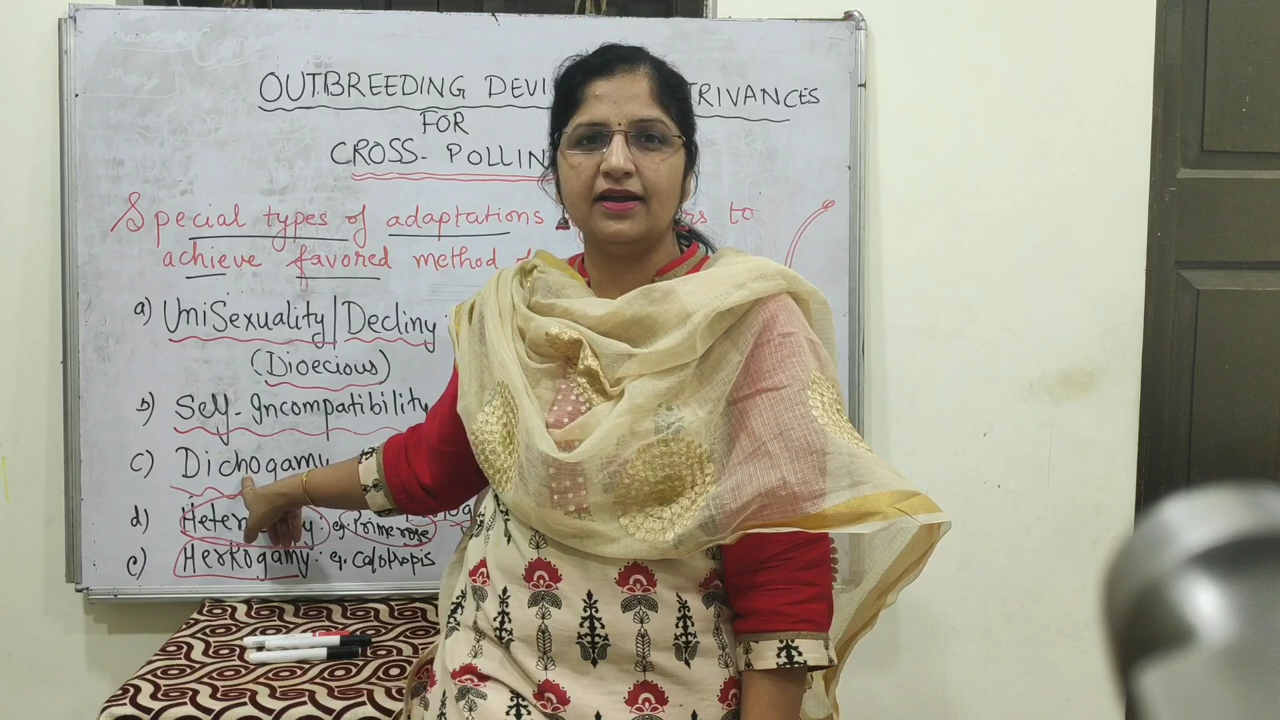 OUTBREEDING DEVI TRIVANCES
FOR
CROSS- POLLIN
Special types of adaptations rs to
achieve favored method
a) UniSexuality/Decliny
(Dioecious)
b) Self-Incompatibility
c) Dichogamy
d) Heter y: eg. Primerose
e) Herkogamy: eg. Calotropis